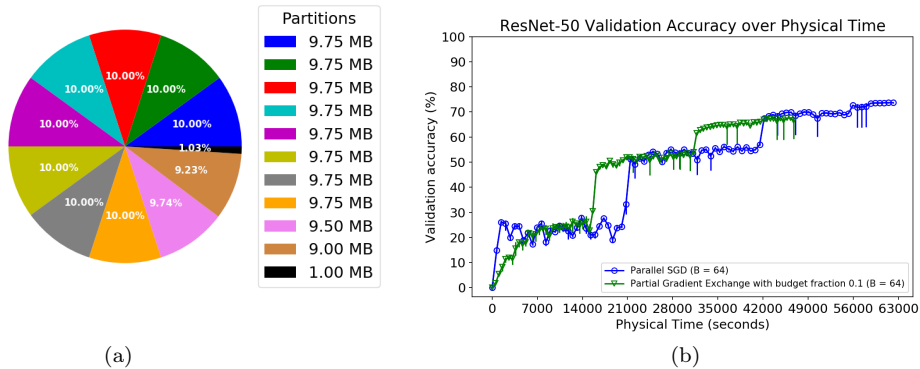 Partitions
9.75 MB
9.75 MB
9.75 MB
9.75 MB
9.75 MB
9.75 MB
9.75 MB
9.75 MB
9.50 MB
9.00 MB
1.00 MB
10.00%
10.00%
10.00%
10.00%
10.00%
10.00%
10.00%
10.00%
9.74%
9.23%
1.03%
(a)
ResNet-50 Validation Accuracy over Physical Time
Validation accuracy (%)
100
90
80
70
60
50
40
30
20
10
0
Parallel SGD (B = 64)
Partial Gradient Exchange with budget fraction 0.1 (B = 64)
0 7000 14000 21000 28000 35000 42000 49000 56000 63000
Physical Time (seconds)
(b)